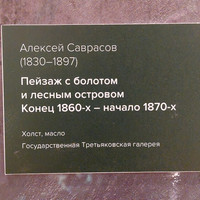 Алексей Саврасов
(1830–1897)
Пейзаж с болотом
и лесным островом
Конец 1860-х – начало 1870-х
Холст, масло
Государственная Третьяковская галерея